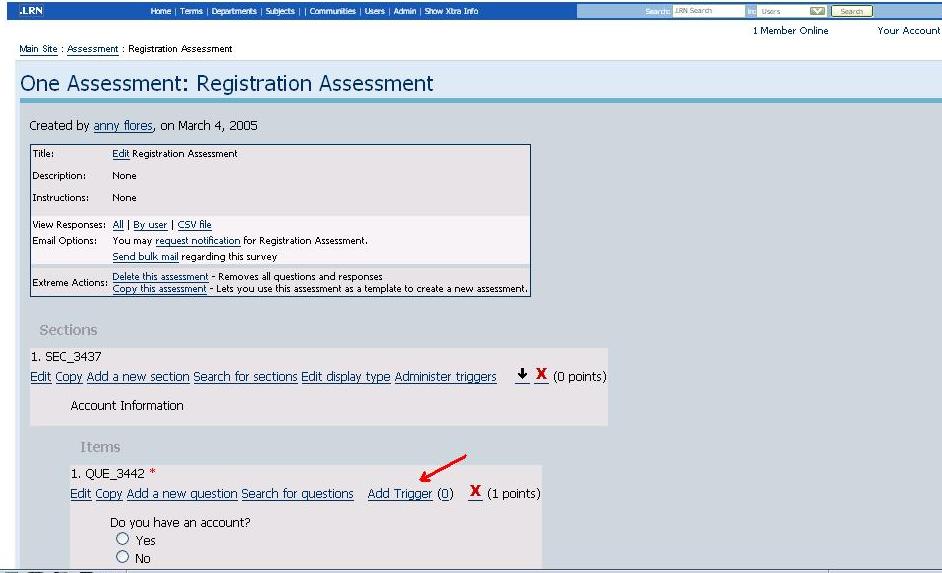 .LRN Home | Terms | Departments | Subjects | | Communities | Users | Admin | Show Xtra Info Search: .LRN Search in: Users Search
1 Member Online Your Account
Main Site : Assessment : Registration Assessment
One Assessment: Registration Assessment
Created by anny flores, on March 4, 2005
Title: Edit Registration Assessment
Description: None
Instructions: None
View Responses: All | By user | CSV file
Email Options: You may request notification for Registration Assessment.
Send bulk mail regarding this survey
Extreme Actions: Delete this assessment - Removes all questions and responses
Copy this assessment - Lets you use this assessment as a template to create a new assessment.
Sections
1. SEC_3437
Edit Copy Add a new section Search for sections Edit display type Administer triggers X (0 points)
Account Information
Items
1. QUE_3442 *
Edit Copy Add a new question Search for questions Add Trigger (0) X (1 points)
Do you have an account?
Yes
No